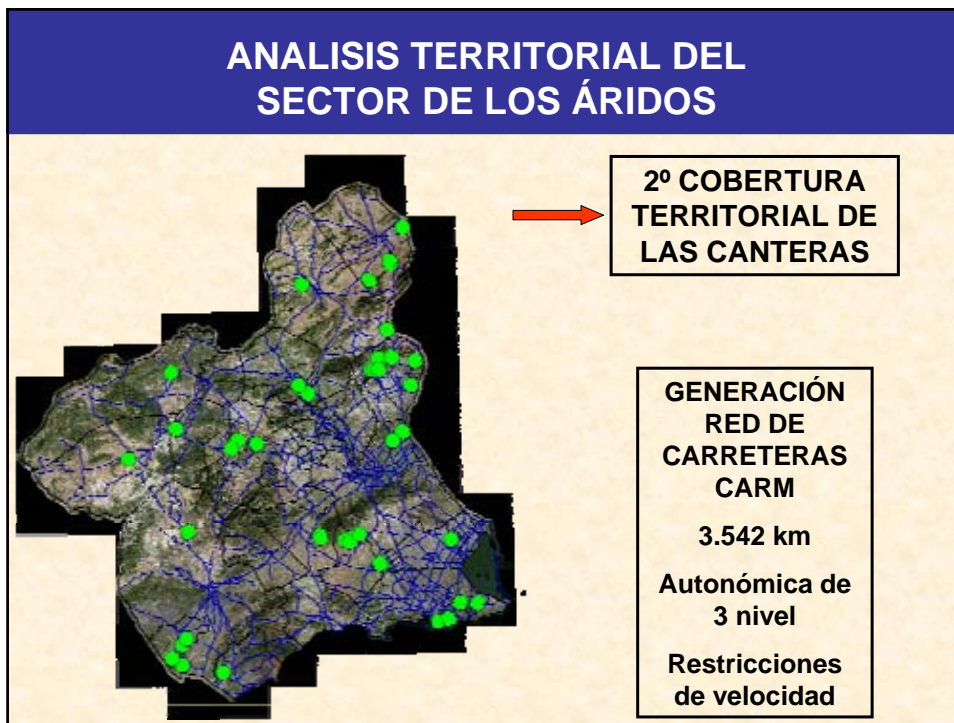 ANALISIS TERRITORIAL DEL
SECTOR DE LOS ÁRIDOS
2º COBERTURA
TERRITORIAL DE
LAS CANTERAS
GENERACIÓN
RED DE
CARRETERAS
CARM
3.542 km
Autonómica de
3 nivel
Restricciones
de velocidad